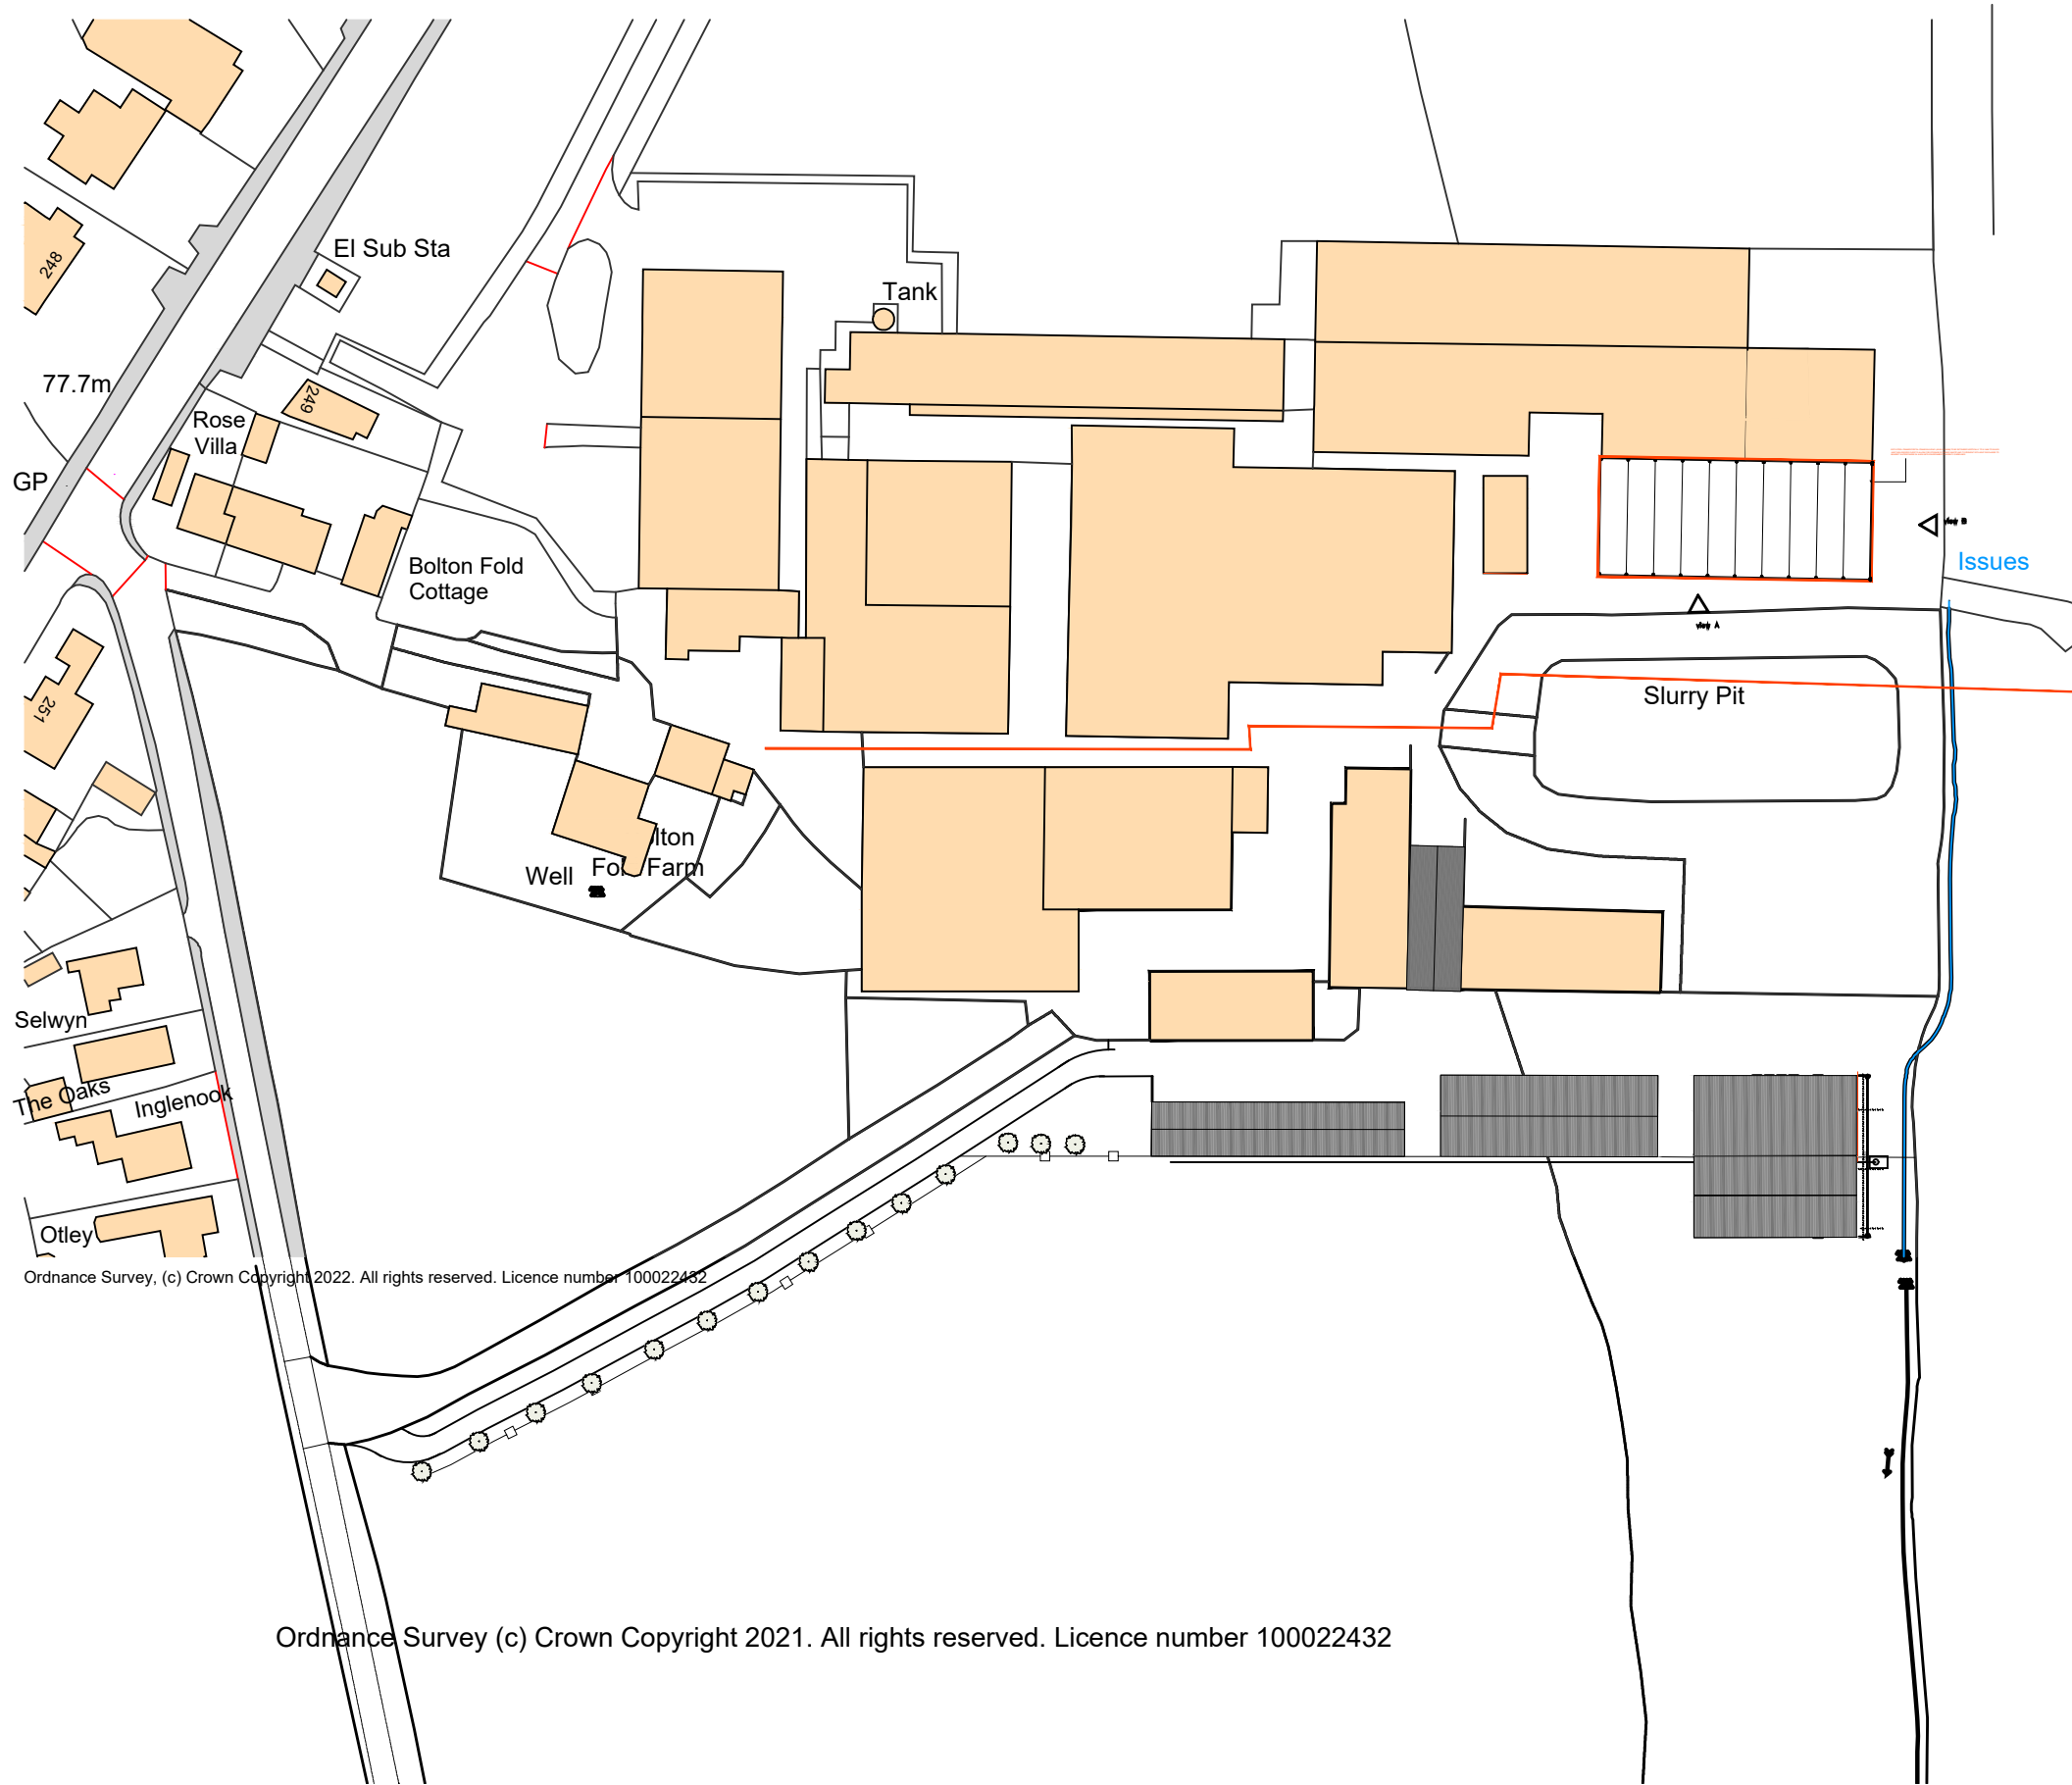 El Sub Sta
248
Tank
77.7m
249
Rose
Villa
GP
view B
Issues
Bolton Fold
Cottage
view A
Slurry Pit
251
Well
Farm
Selwyn
The Oaks
Inglenook
Otley
Ordnance Survey, (c) Crown Copyright 2022. All rights reserved. Licence number 100022432
Ordnance Survey (c) Crown Copyright 2021. All rights reserved. Licence number 100022432